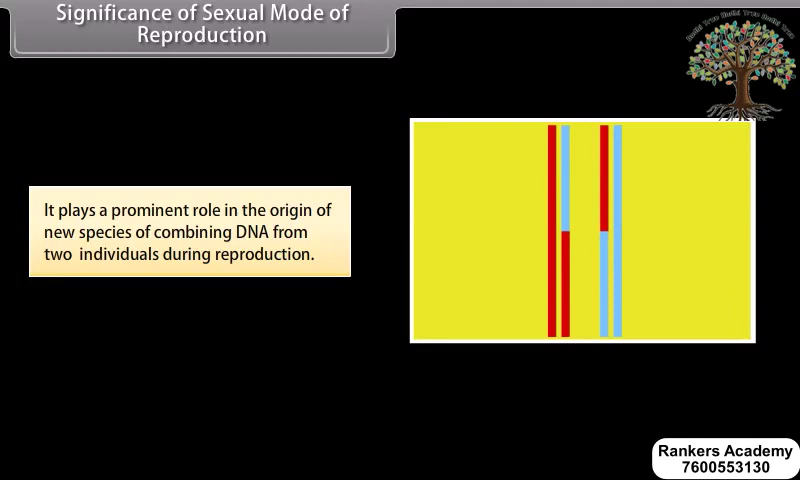 Significance of Sexual Mode of
Reproduction
It plays a prominent role in the origin of
new species of combining DNA from
two individuals during reproduction.
Rankers Academy
7600553130